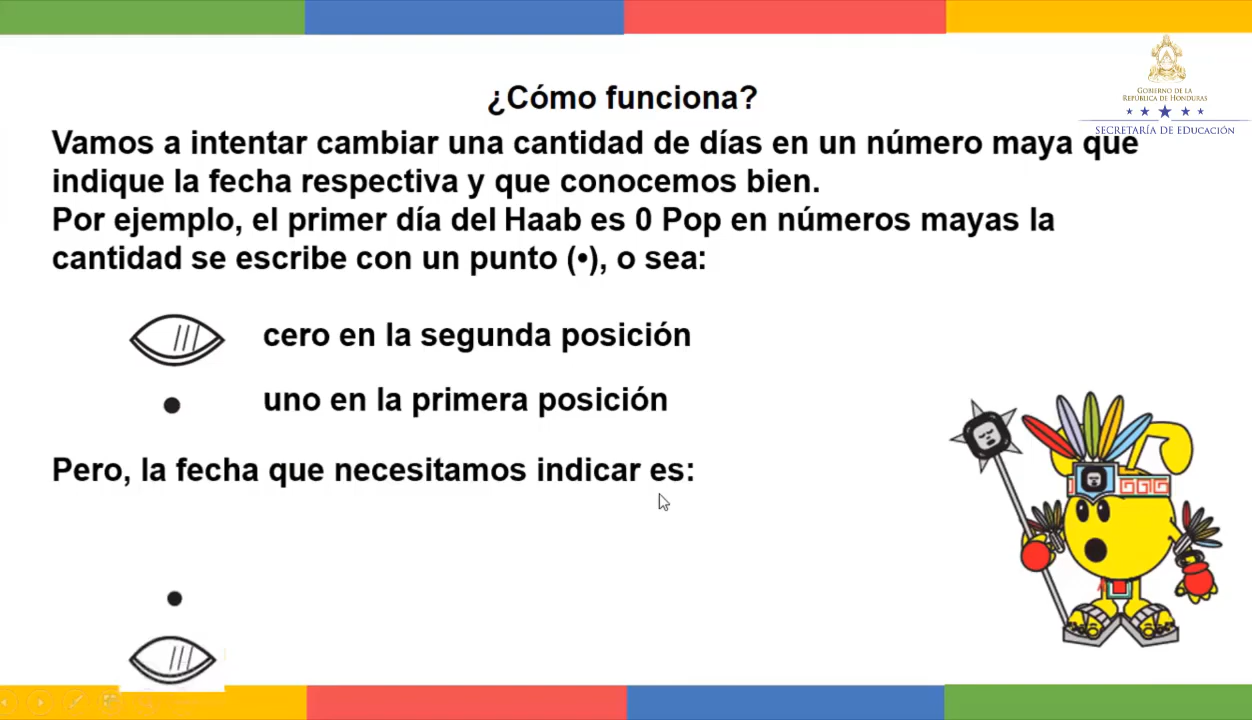 GOBIERNO DE LA
REPÚBLICA DE HONDURAS
SECRETARÍA DE EDUCACIÓN
¿Cómo funciona?
Vamos a intentar cambiar una cantidad de días en un número maya que
indique la fecha respectiva y que conocemos bien.
Por ejemplo, el primer día del Haab es 0 Pop en números mayas la
cantidad se escribe con un punto (•), o sea:
cero en la segunda posición
uno en la primera posición
Pero, la fecha que necesitamos indicar es: